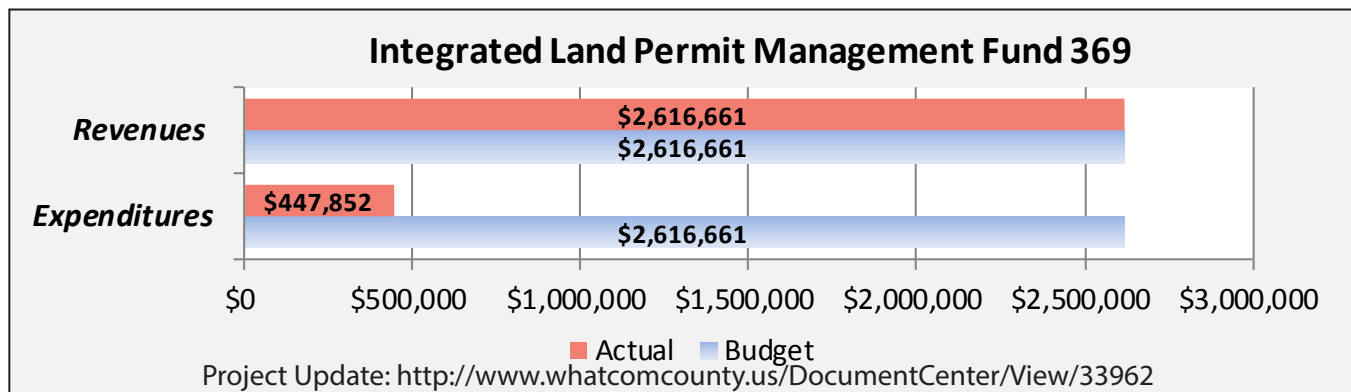 Integrated Land Permit Management Fund 369
Revenues
$2,616,661
$2,616,661
Expenditures
$447,852
$2,616,661
$0 $500,000 $1,000,000 $1,500,000 $2,000,000 $2,500,000 $3,000,000
Actual Budget
Project Update: http://www.whatcomcounty.us/DocumentCenter/View/33962